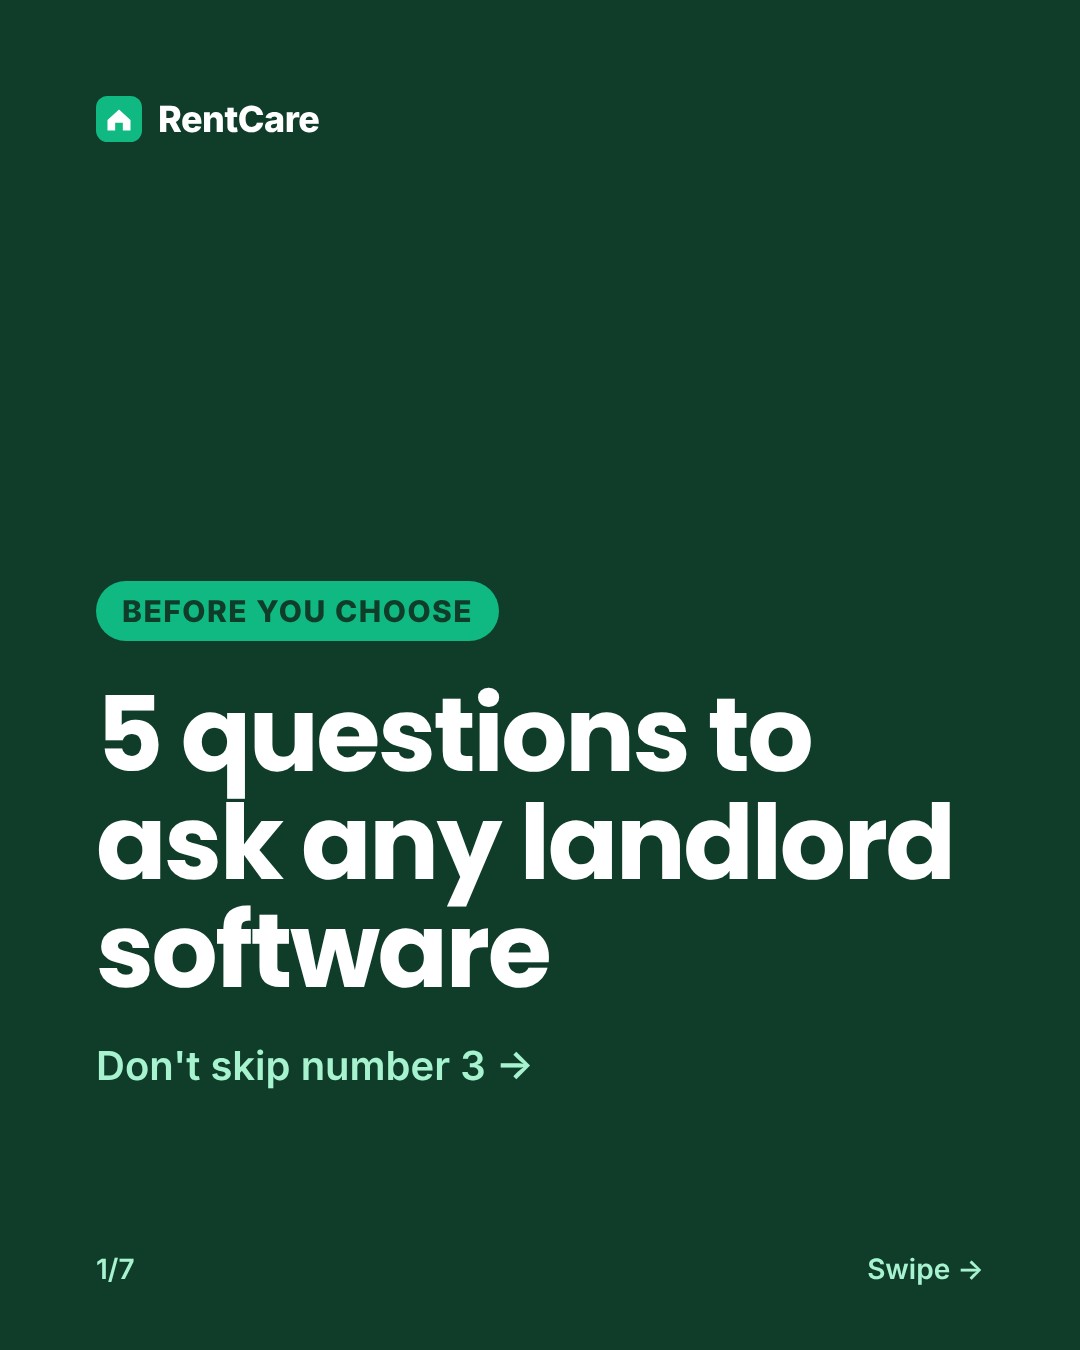 RentCare
BEFORE YOU CHOOSE
5 questions to
ask any landlord
software
Don't skip number 3 →
1/7
Swipe →